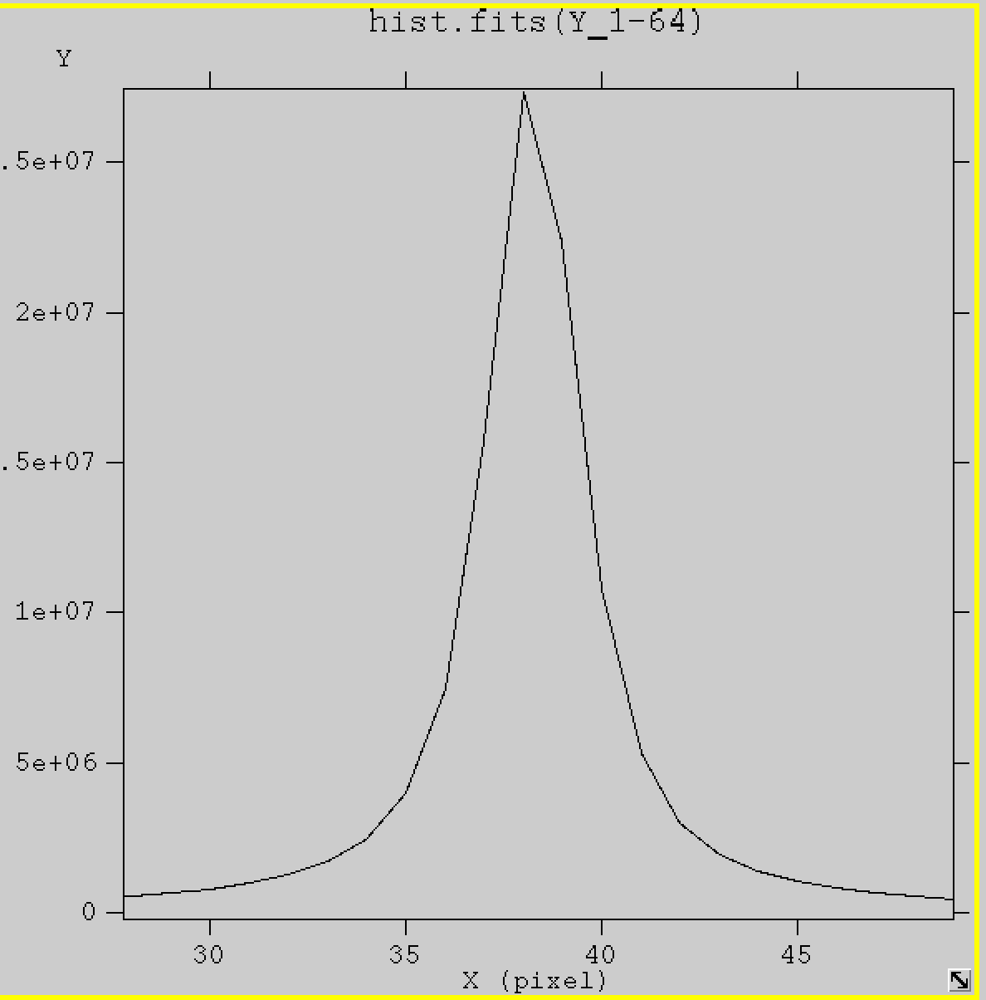 hist.fits(Y_1-64)
Y
.5e+07
2e+07
.5e+07
1e+07
5e+06
0
30 35 40 45
X (pixel)